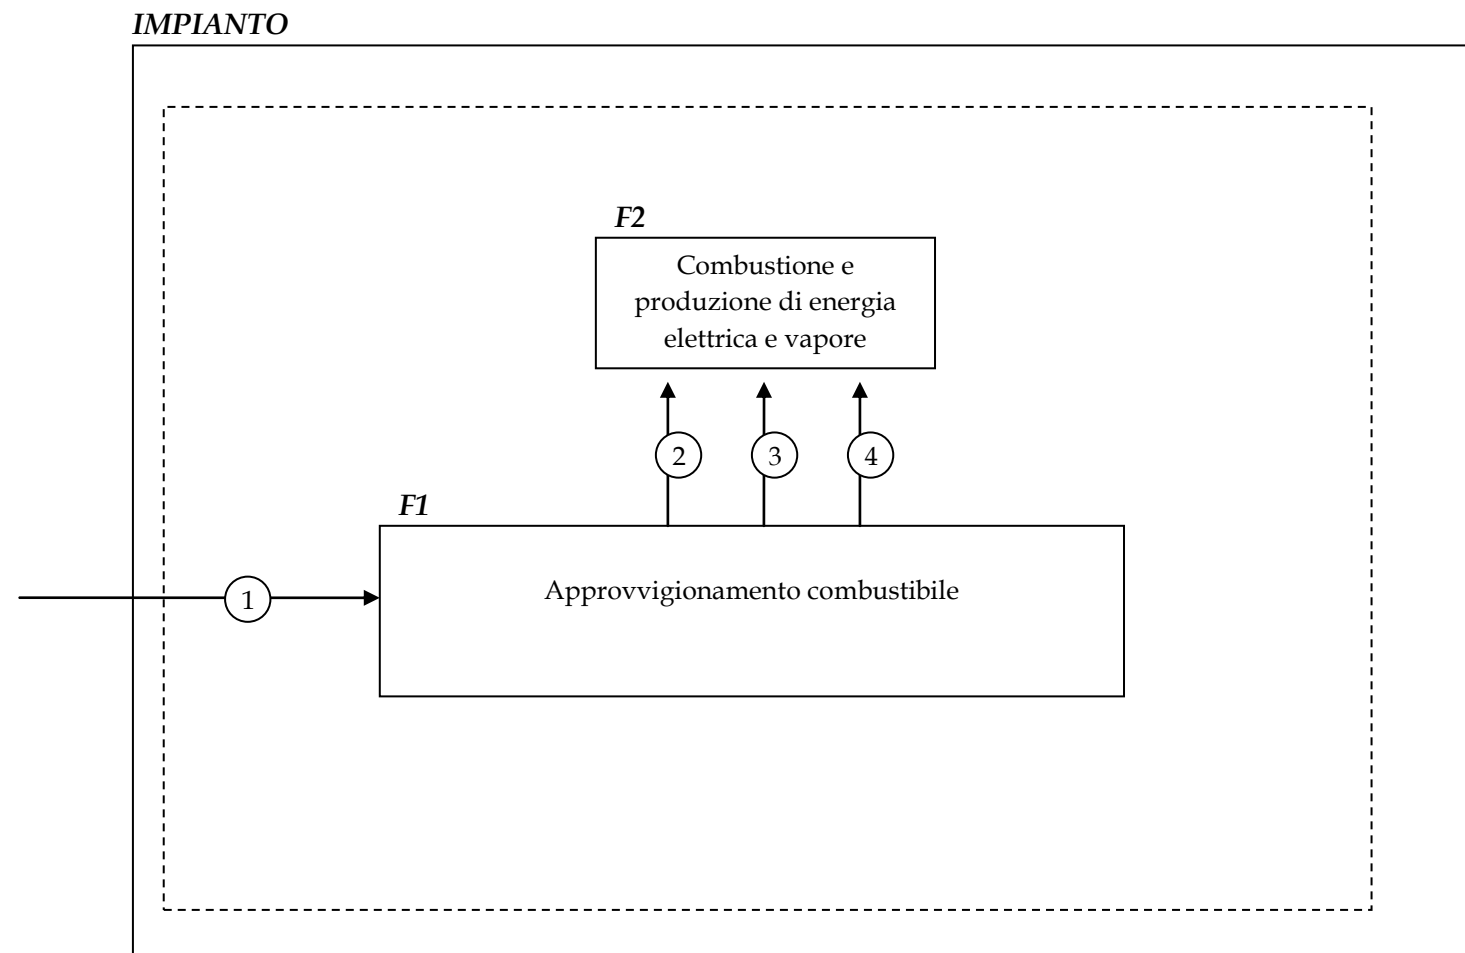 IMPIANTO
F2
Combustione e
produzione di energia
elettrica e vapore
2 3 4
F1
Approvvigionamento combustibile
1